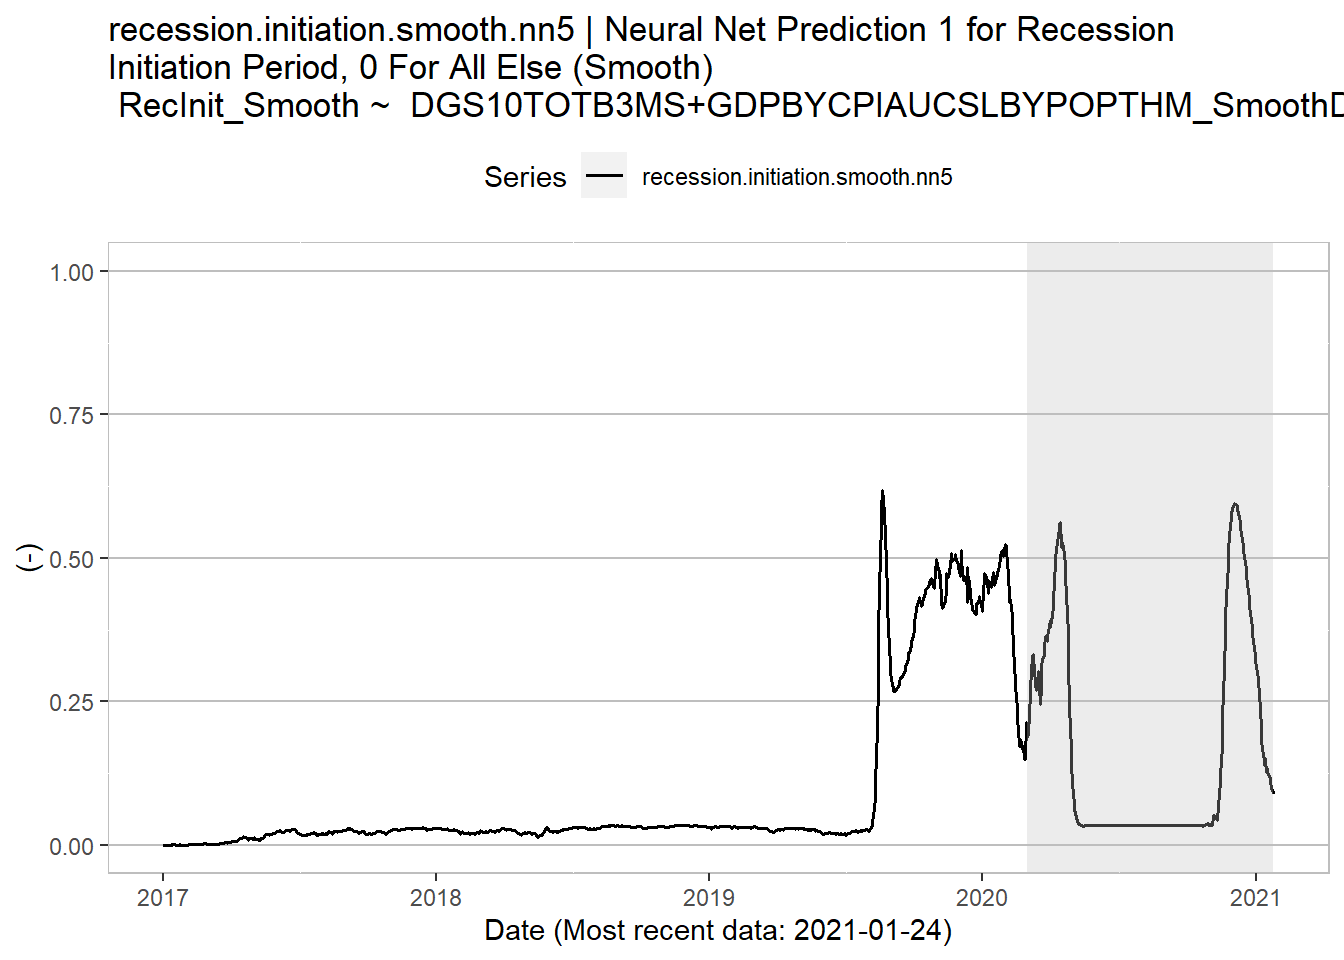 recession.initiation.smooth.nn5 | Neural Net Prediction 1 for Recession
Initiation Period, 0 For All Else (Smooth)
RecInit_Smooth ~ DGS10TOTB3MS+GDPBYCPIAUCSLBYPOPTHM_SmoothD
Series
recession.initiation.smooth.nn5
1.00
0.75
0.50
0.25
0.00
(-)
2017
2018
2019
2020
2021
Date (Most recent data: 2021-01-24)